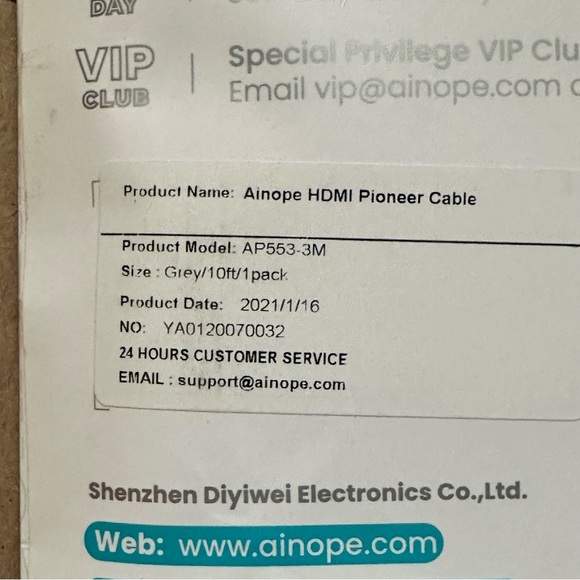 DAY
VIP
CLUB
Special Privilege VIP Clu
Email vip@ainope.com
Product Name: Ainope HDMI Pioneer Cable
Product Model: AP553-3M
Size : Grey/10ft/1pack
Product Date: 2021/1/16
NO: YA0120070032
24 HOURS CUSTOMER SERVICE
EMAIL : support@ainope.com
Shenzhen Diyiwei Electronics Co.,Ltd.
Web: www.ainope.com